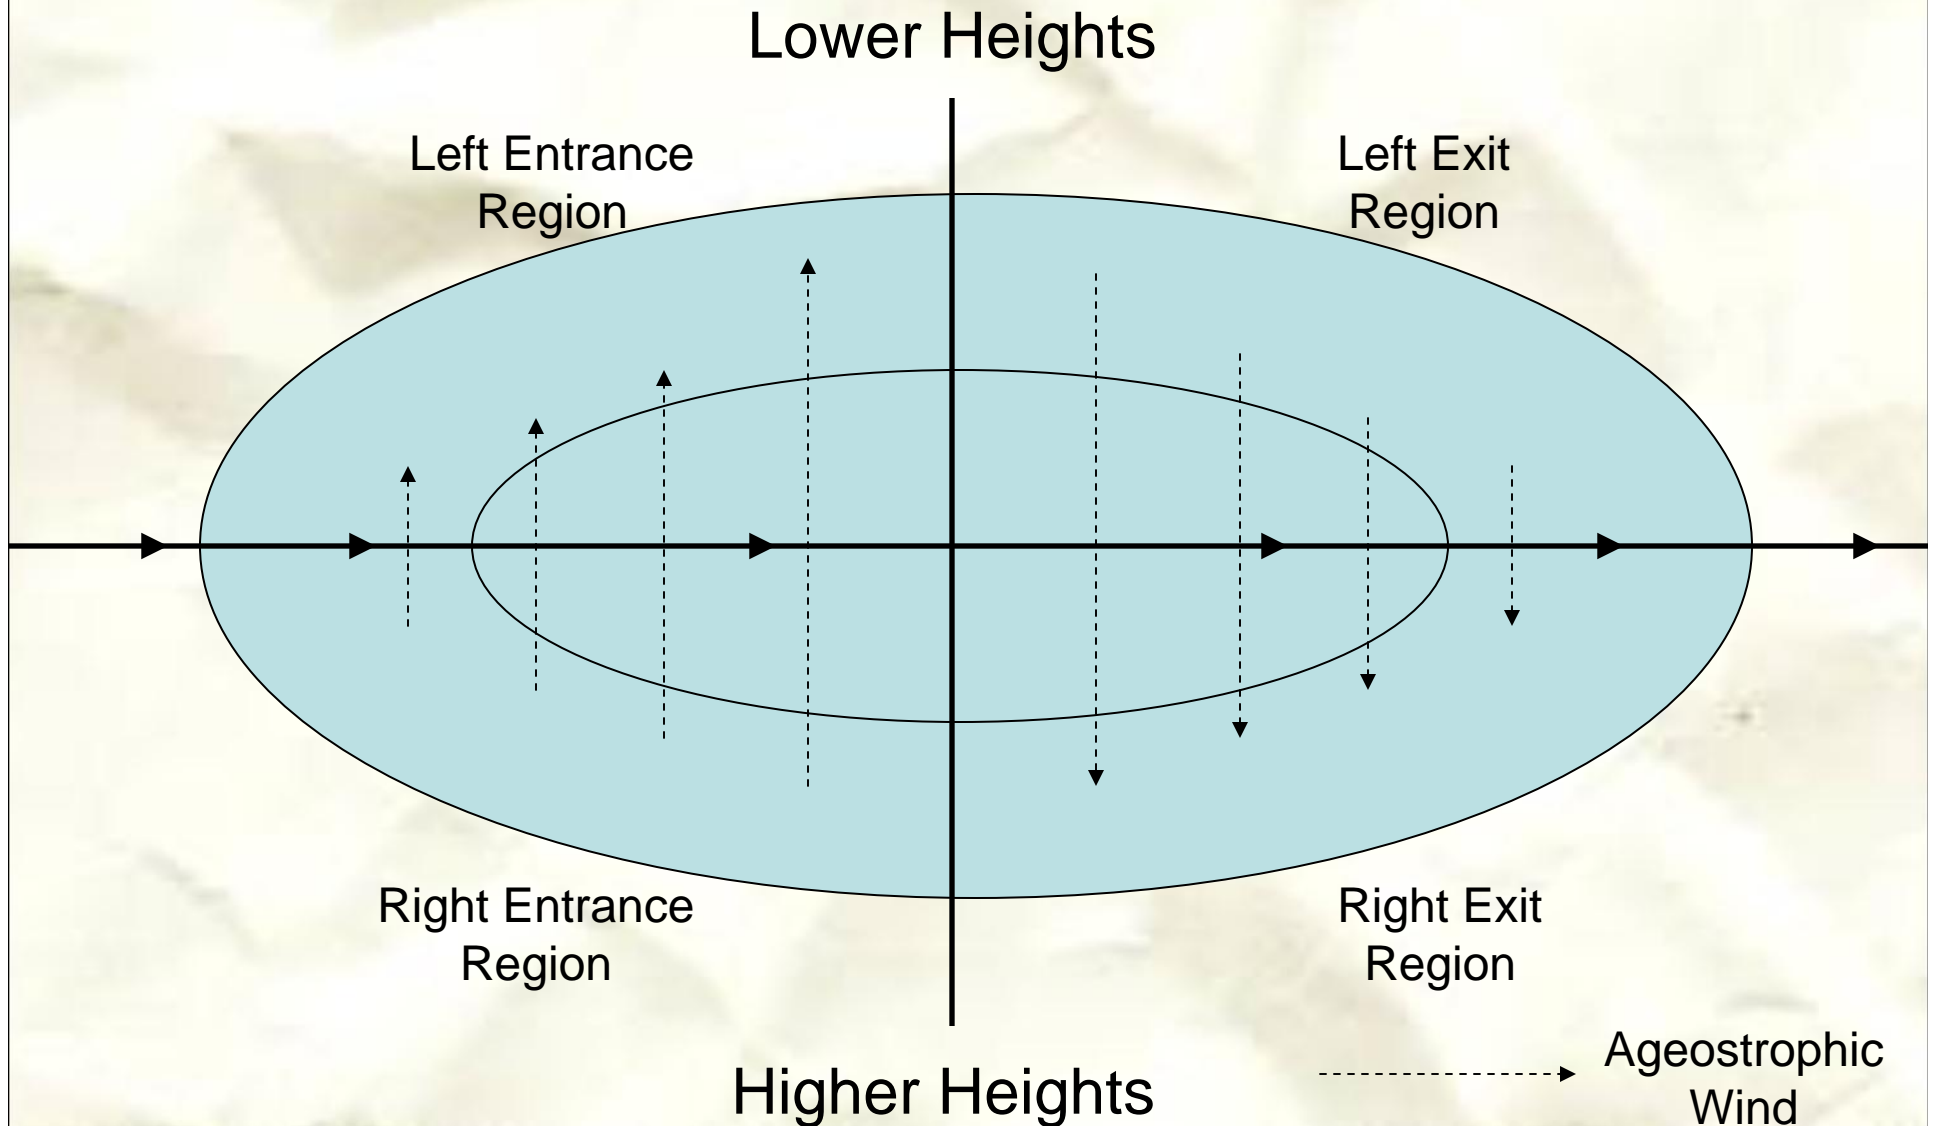 Lower Heights
Left Entrance
Region
Left Exit
Region
Right Entrance
Region
Right Exit
Region
Higher Heights
Ageostrophic
Wind